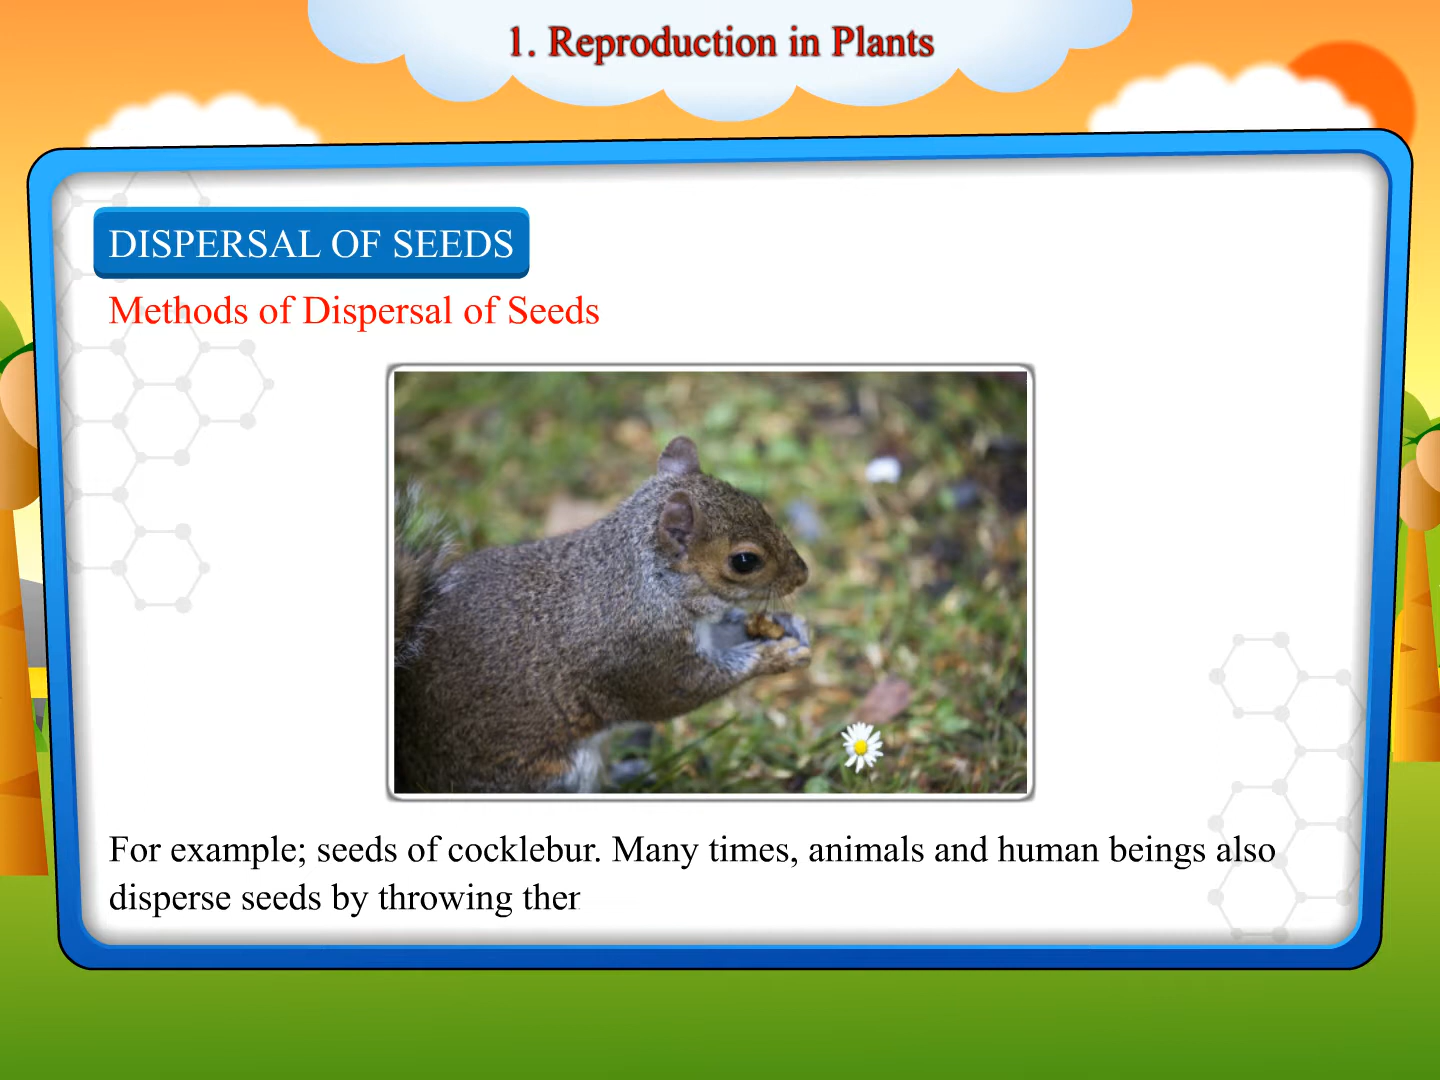 1. Reproduction in Plants
DISPERSAL OF SEEDS
Methods of Dispersal of Seeds
For example; seeds of cocklebur. Many times, animals and human beings also
disperse seeds by throwing